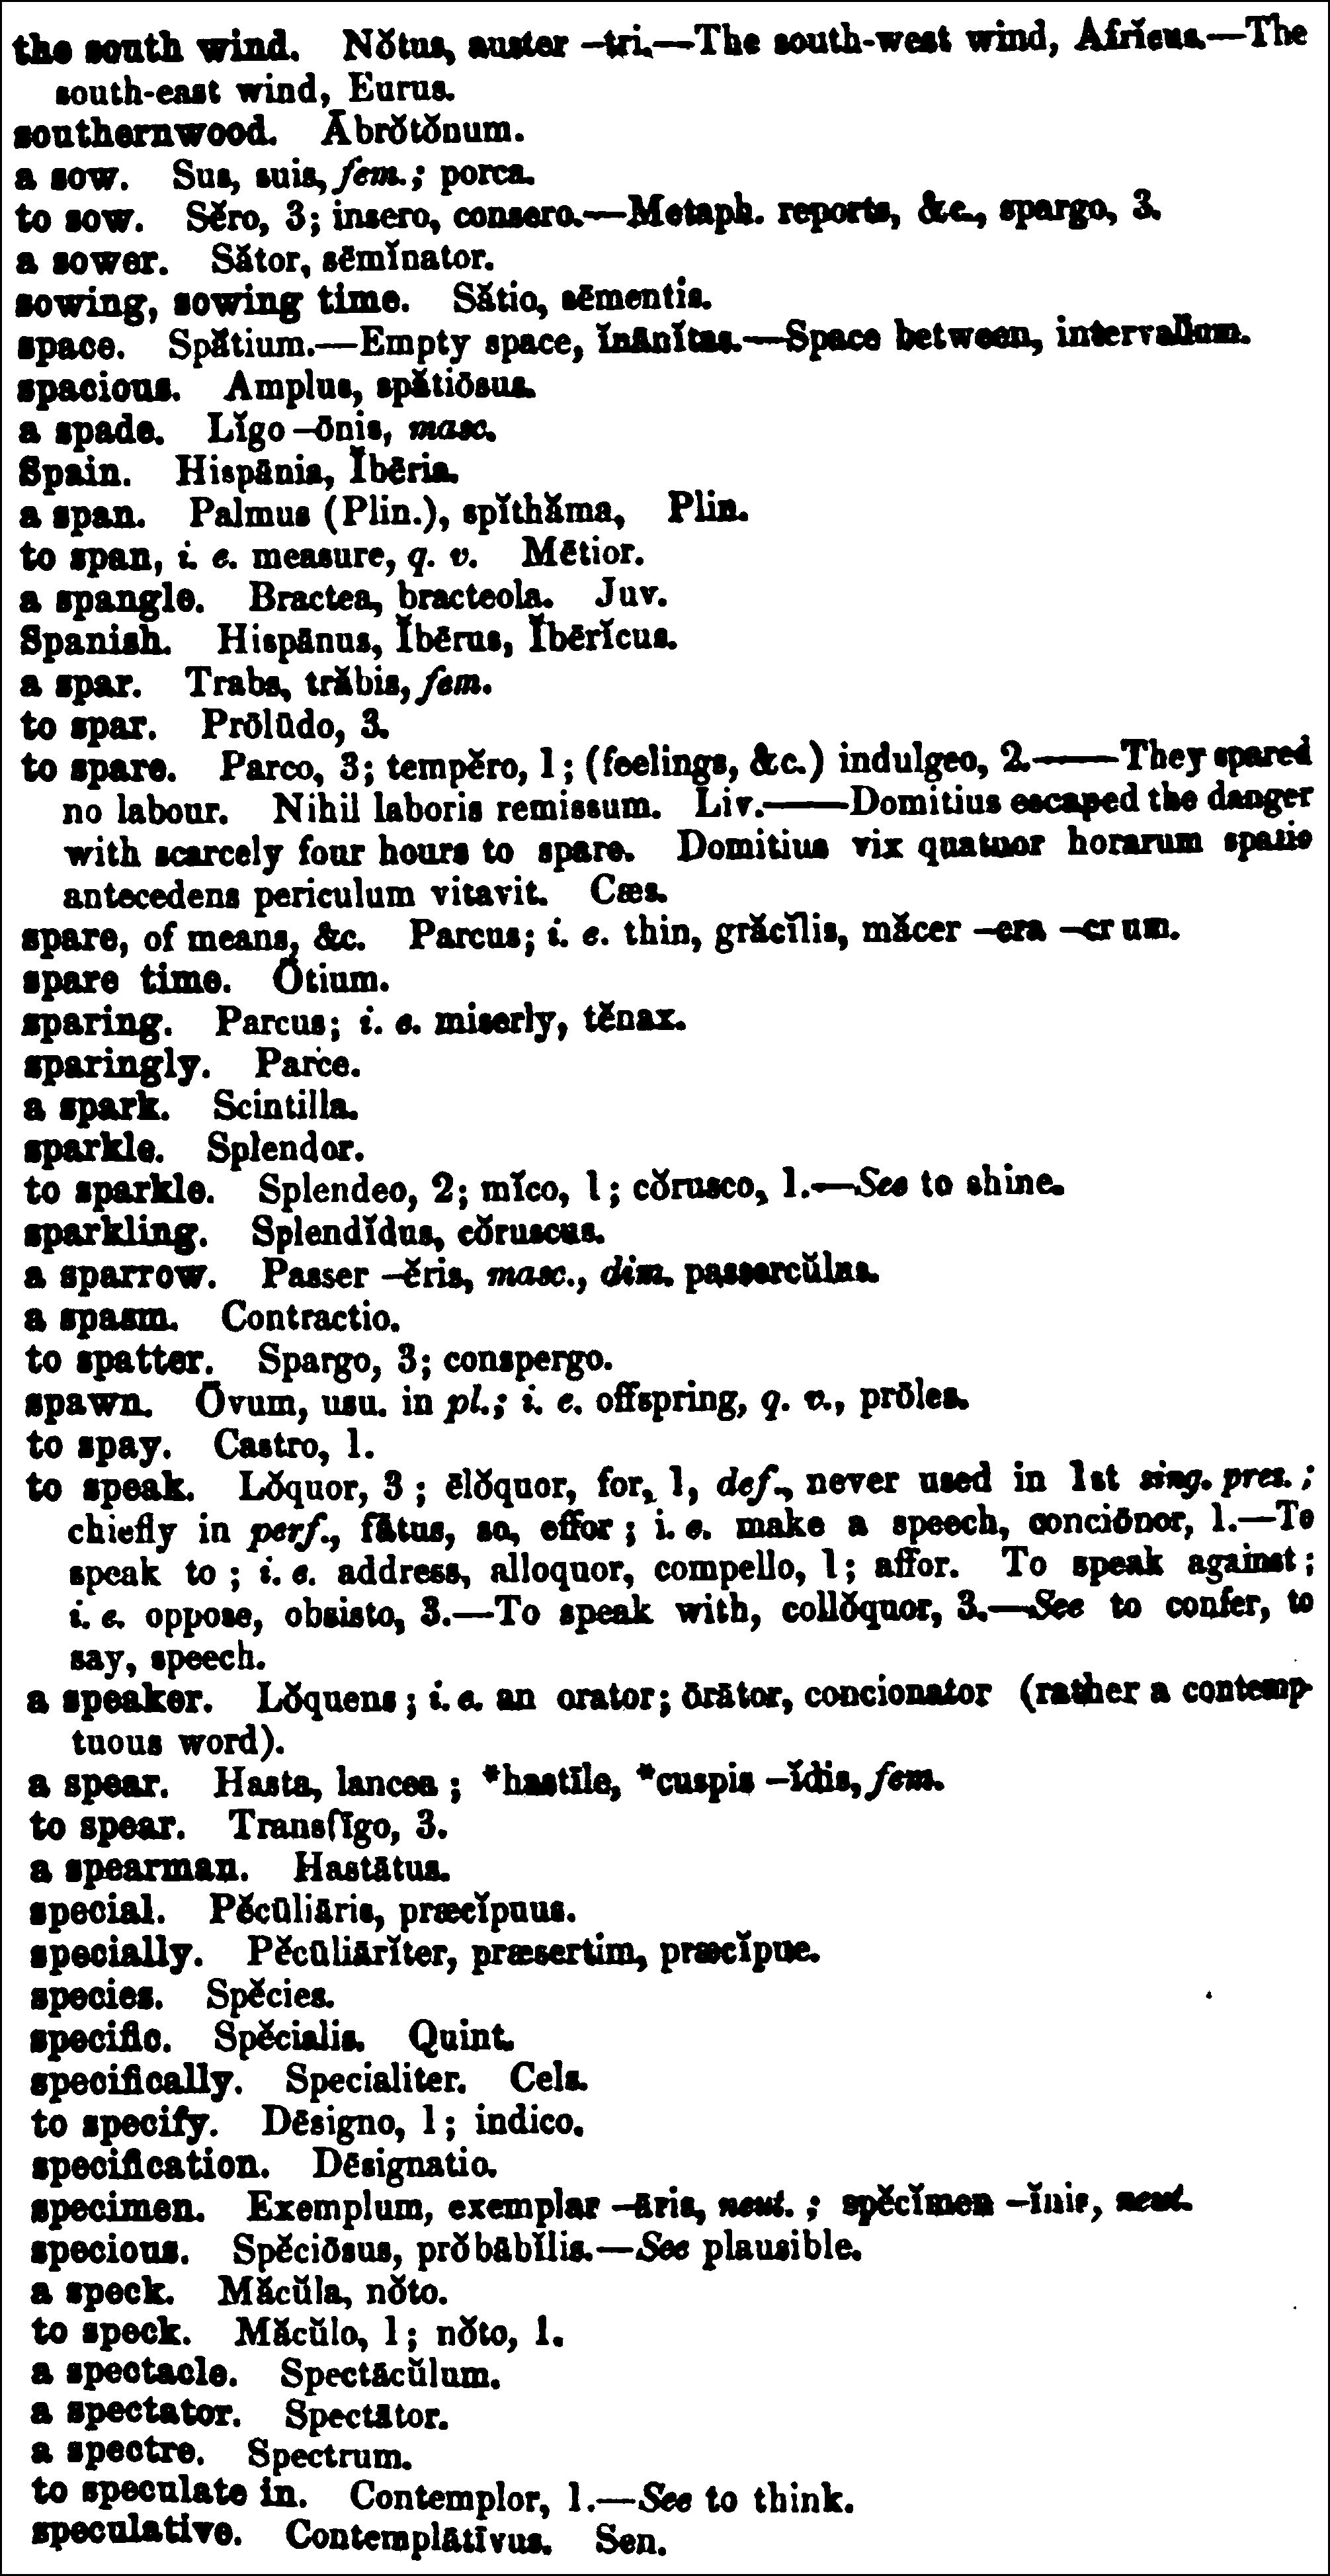 the south wind. Nŏtus, auster –tri.—The south-west wind, Afrĭcus.—The
south-east wind, Eurus.
southernwood. Ābrŏtŏnum.
a sow. Sus, suis, fem.; porca.
to sow. Sĕro, 3; insero, consero.—Metaph. reports, &c., spargo, 3.
a sower. Sător, sēmĭnator.
sowing, sowing time. Sătio, sēmentis.
space. Spătium.—Empty space, ĭnānĭtas.—Space between, intervallum.
spacious. Amplus, spătiōsus.
a spade. Lĭgo –ōnis, masc.
Spain. Hispānia, Ĭbēria.
a span. Palmus (Plin.), spĭthăma, Plin.
to span, i. e. measure, q. v. Mētior.
a spangle. Bractea, bracteola. Juv.
Spanish. Hispānus, Ĭbērus, Ĭbērĭcus.
a spar. Trabs, trăbis, fem.
to spar. Prōlūdo, 3.
to spare. Parco, 3; tempĕro, 1; (feelings, &c.) indulgeo, 2.——They spared
no labour. Nihil laboris remissum. Liv.——Domitius escaped the danger
with scarcely four hours to spare. Domitius vix quatuor horarum spatio
antecedens periculum vitavit. Cæs.
spare, of means, &c. Parcus; i. e. thin, grăcĭlis, măcer –era –crum.
spare time. Ŏtium.
sparing. Parcus; i. e. miserly, tĕnax.
sparingly. Parce.
a spark. Scintilla.
sparkle. Splendor.
to sparkle. Splendeo, 2; mĭco, 1; cŏrusco, 1.—See to shine.
sparkling. Splendĭdus, cŏruscus.
a sparrow. Passer –ĕris, masc., dim. passercŭlus.
a spasm. Contractio.
to spatter. Spargo, 3; conspergo.
spawn. Ōvum, usu. in pl.; i. e. offspring, q. v., prōles.
to spay. Castro, 1.
to speak. Lŏquor, 3; ēlŏquor, for, 1, def., never used in 1st sing. pres.;
chiefly in perf., fātus, so, effor; i. e. make a speech, conciōnor, 1.—To
speak to; i. e. address, alloquor, compello, 1; affor. To speak against;
i. e. oppose, obsisto, 3.—To speak with, collŏquor, 3.—See to confer, to
say, speech.
a speaker. Lŏquens; i. e. an orator; ōrātor, concionator (rather a contemp-
tuous word).
a spear. Hasta, lancea; *hastīle, *cuspis –ĭdis, fem.
to spear. Transfīgo, 3.
a spearman. Hastātus.
special. Pĕcūliāris, præcĭpuus.
specially. Pĕcūliārĭter, præsertim, præcĭpue.
species. Spĕcies.
specific. Spĕcialis. Quint.
specifically. Specialiter. Cels.
to specify. Dēsigno, 1; indico.
specification. Dēsignatio.
specimen. Exemplum, exemplar –āris, neut.; spĕcĭmen –ĭnis, neut.
specious. Spĕciōsus, prŏbābĭlis.—See plausible.
a speck. Măcŭla, nŏto.
to speck. Măcŭlo, 1; nŏto, 1.
a spectacle. Spectācŭlum.
a spectator. Spectātor.
a spectre. Spectrum.
to speculate in. Contemplor, 1.—See to think.
speculative. Contemplātīvus. Sen.